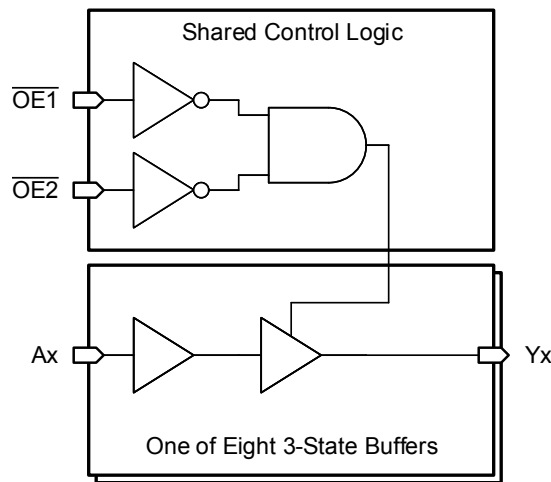 Shared Control Logic
OE1
OE2
Ax
Yx
One of Eight 3-State Buffers